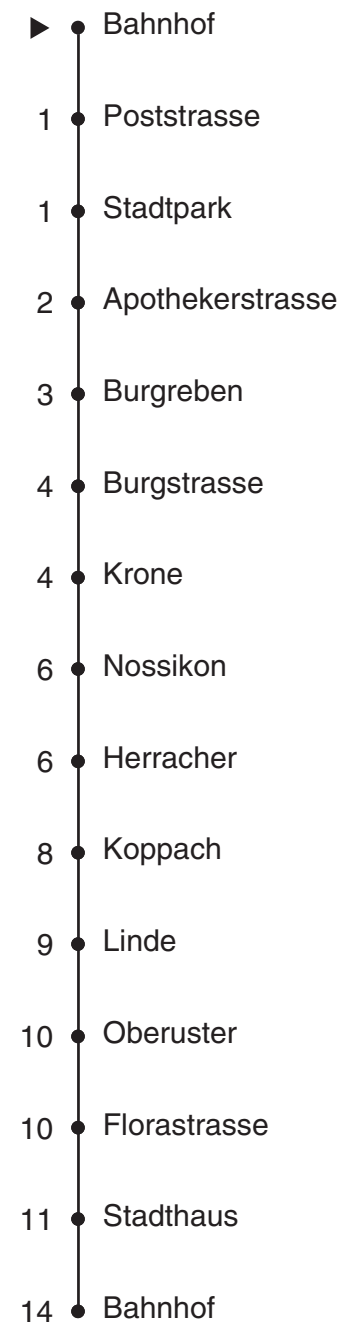 ▶ Bahnhof
1 Poststrasse
1 Stadtpark
2 Apothekerstrasse
3 Burgreben
4 Burgstrasse
4 Krone
6 Nossikon
6 Herracher
8 Koppach
9 Linde
10 Oberuster
10 Florastrasse
11 Stadthaus
14 Bahnhof